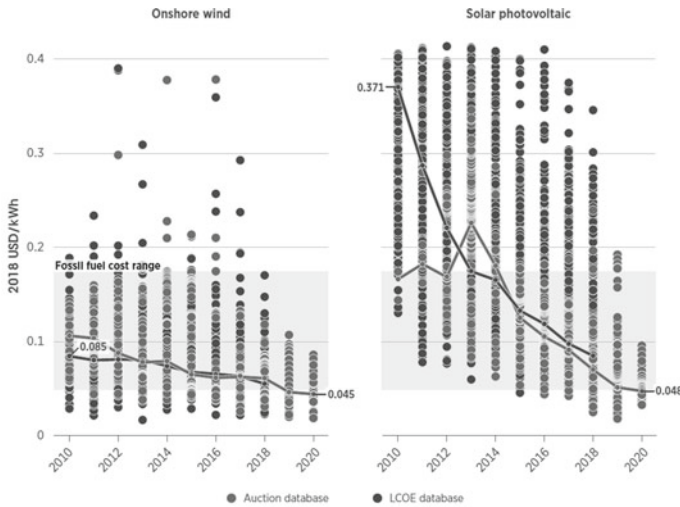 Onshore wind
Solar photovoltaic
2018 USD/kWh
0.4
0.3
0.2
0.1
0
Fossil fuel cost range
0.085
0.045
0.371
0.048
2010 2012 2014 2016 2018 2020
2010 2012 2014 2016 2018 2020
Auction database LCOE database